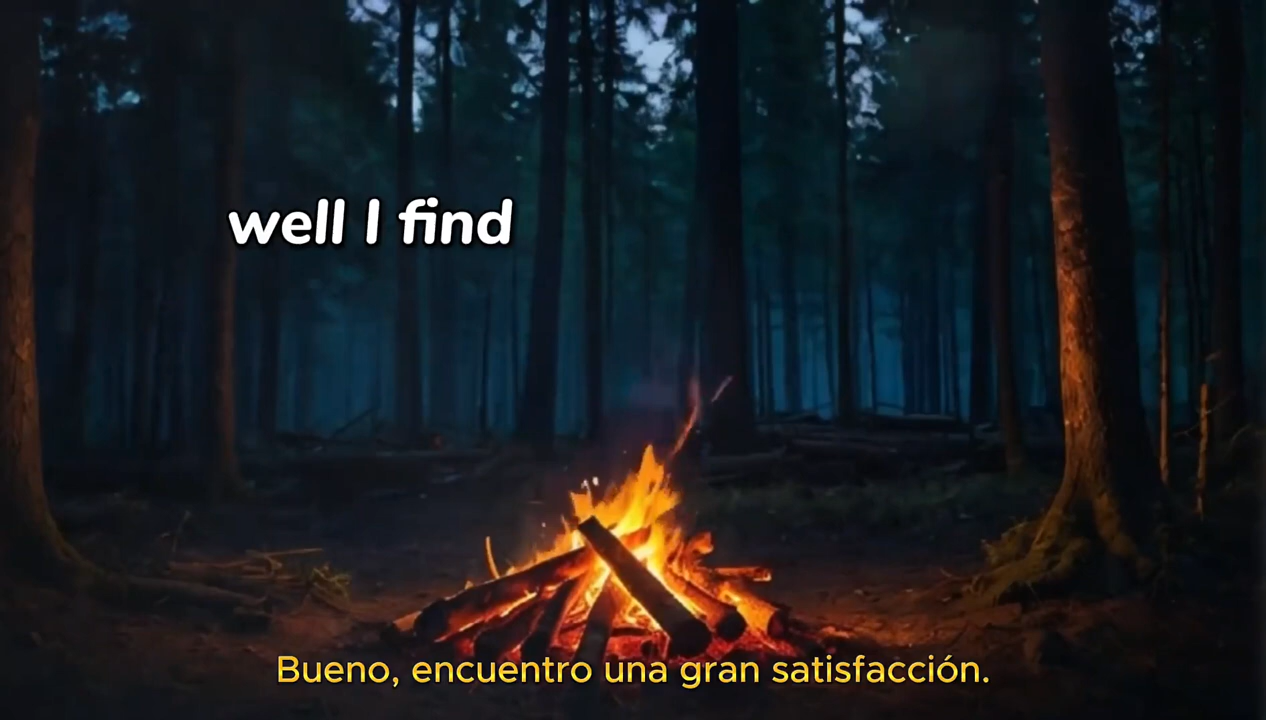 well I find
Bueno, encuentro una gran satisfacción.